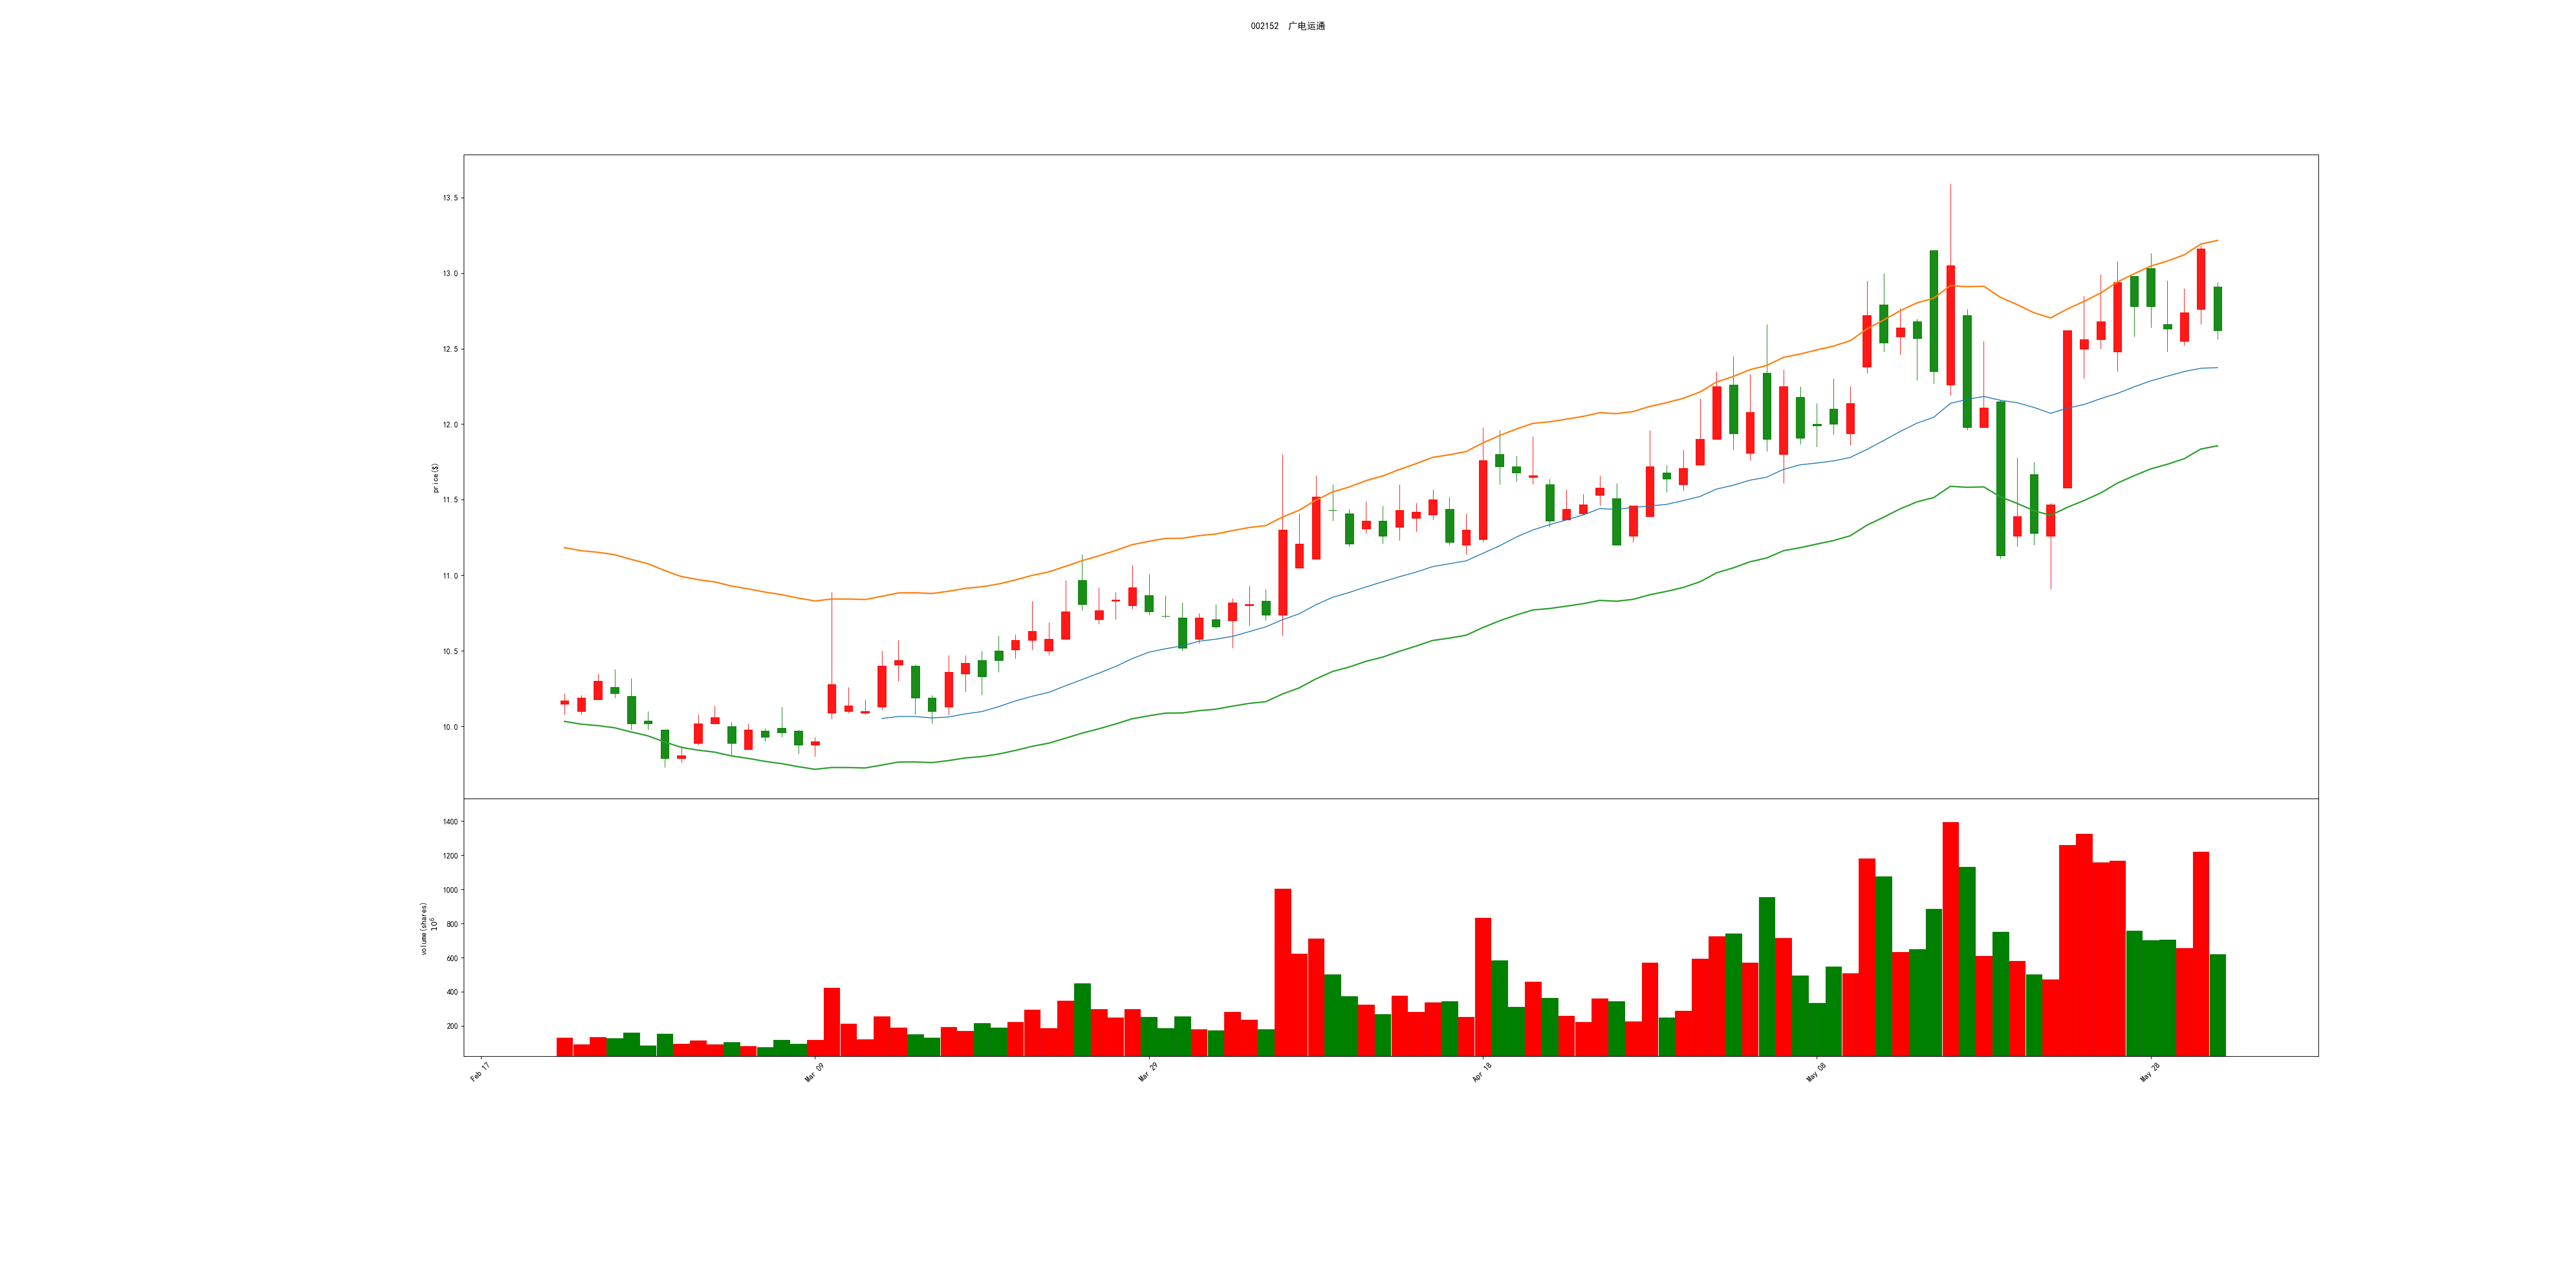 002152 广电运通
price($)
13.5
13.0
12.5
12.0
11.5
11.0
10.5
10.0
volume(shares)
10⁶
1400
1200
1000
800
600
400
200
Feb 17
Mar 09
Mar 29
Apr 18
May 08
May 28